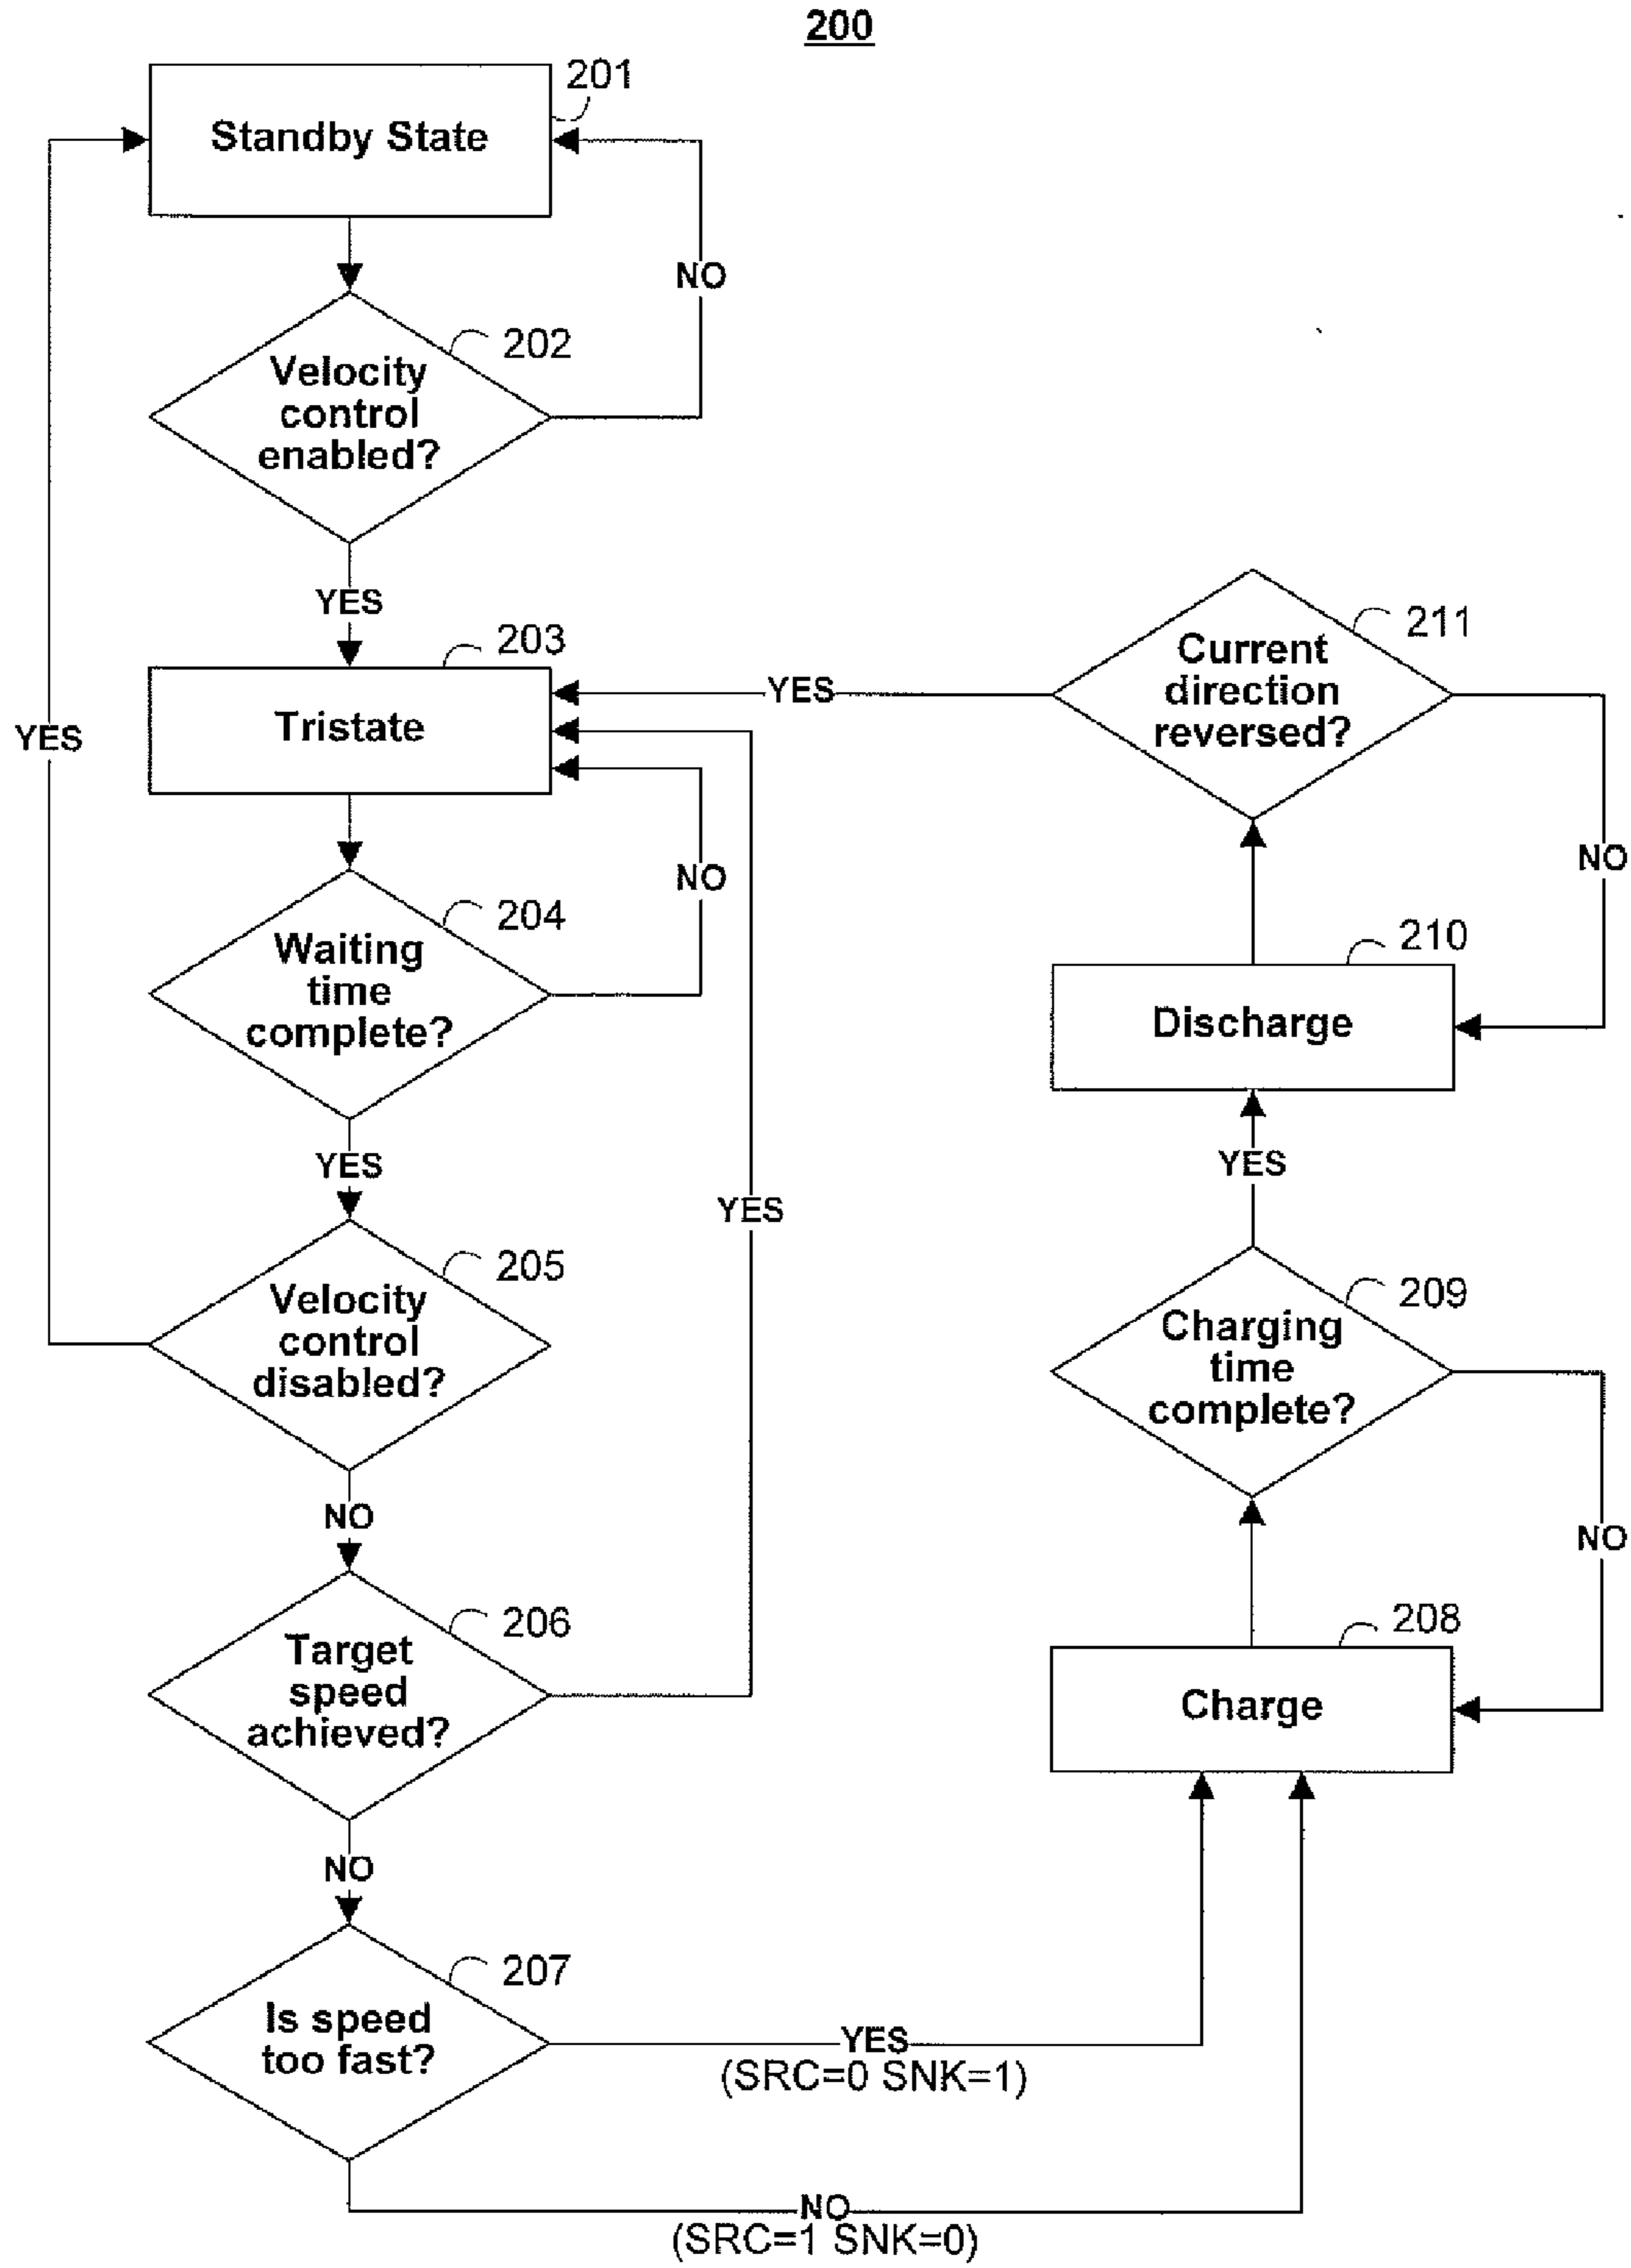 200
201
Standby State
NO
202
Velocity
control
enabled?
YES
203
Tristate
YES
NO
204
Waiting
time
complete?
YES
YES
YES
205
Velocity
control
disabled?
NO
206
Target
speed
achieved?
NO
207
Is speed
too fast?
YES
(SRC=0 SNK=1)
NO
(SRC=1 SNK=0)
208
Charge
NO
209
Charging
time
complete?
YES
210
Discharge
NO
211
Current
direction
reversed?